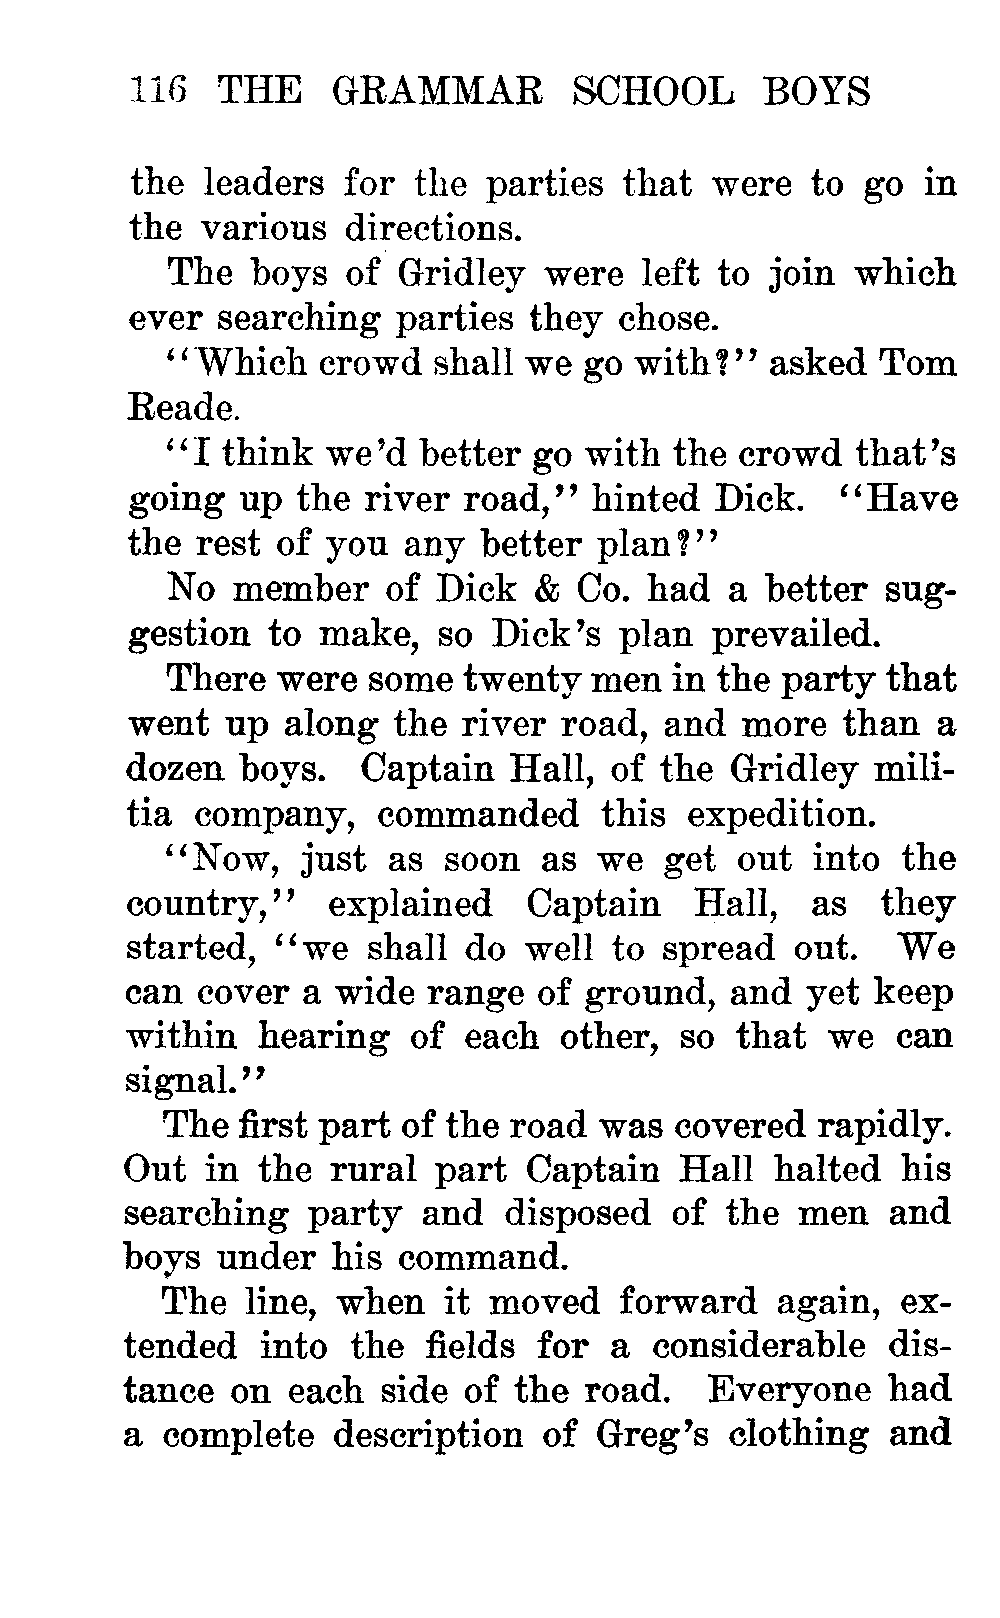 116 THE GRAMMAR SCHOOL BOYS
the leaders for the parties that were to go in
the various directions.
The boys of Gridley were left to join which
ever searching parties they chose.
"Which crowd shall we go with?" asked Tom
Reade.
"I think we'd better go with the crowd that's
going up the river road," hinted Dick. "Have
the rest of you any better plan?"
No member of Dick & Co. had a better sug-
gestion to make, so Dick's plan prevailed.
There were some twenty men in the party that
went up along the river road, and more than a
dozen boys. Captain Hall, of the Gridley mili-
tia company, commanded this expedition.
"Now, just as soon as we get out into the
country," explained Captain Hall, as they
started, "we shall do well to spread out. We
can cover a wide range of ground, and yet keep
within hearing of each other, so that we can
signal."
The first part of the road was covered rapidly.
Out in the rural part Captain Hall halted his
searching party and disposed of the men and
boys under his command.
The line, when it moved forward again, ex-
tended into the fields for a considerable dis-
tance on each side of the road. Everyone had
a complete description of Greg's clothing and